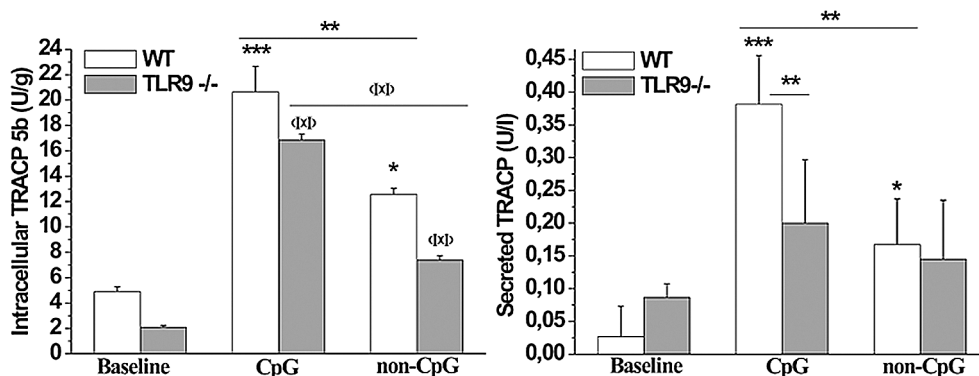 **
***
WT
TLR9 -/-
*
Intracellular TRACP 5b (U/g)
24
22
20
18
16
14
12
10
8
6
4
2
0
Baseline
CpG
non-CpG
**
***
WT
TLR9-/-
**
*
Secreted TRACP (U/l)
0,45
0,40
0,35
0,30
0,25
0,20
0,15
0,10
0,05
0,00
Baseline
CpG
non-CpG